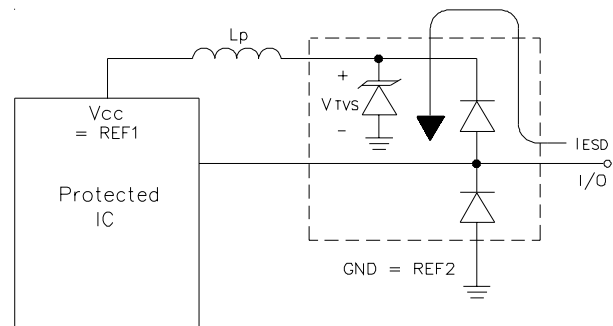 Lp
+
VTVS
-
Vcc
= REF1
Protected
IC
IESD
I/O
GND = REF2